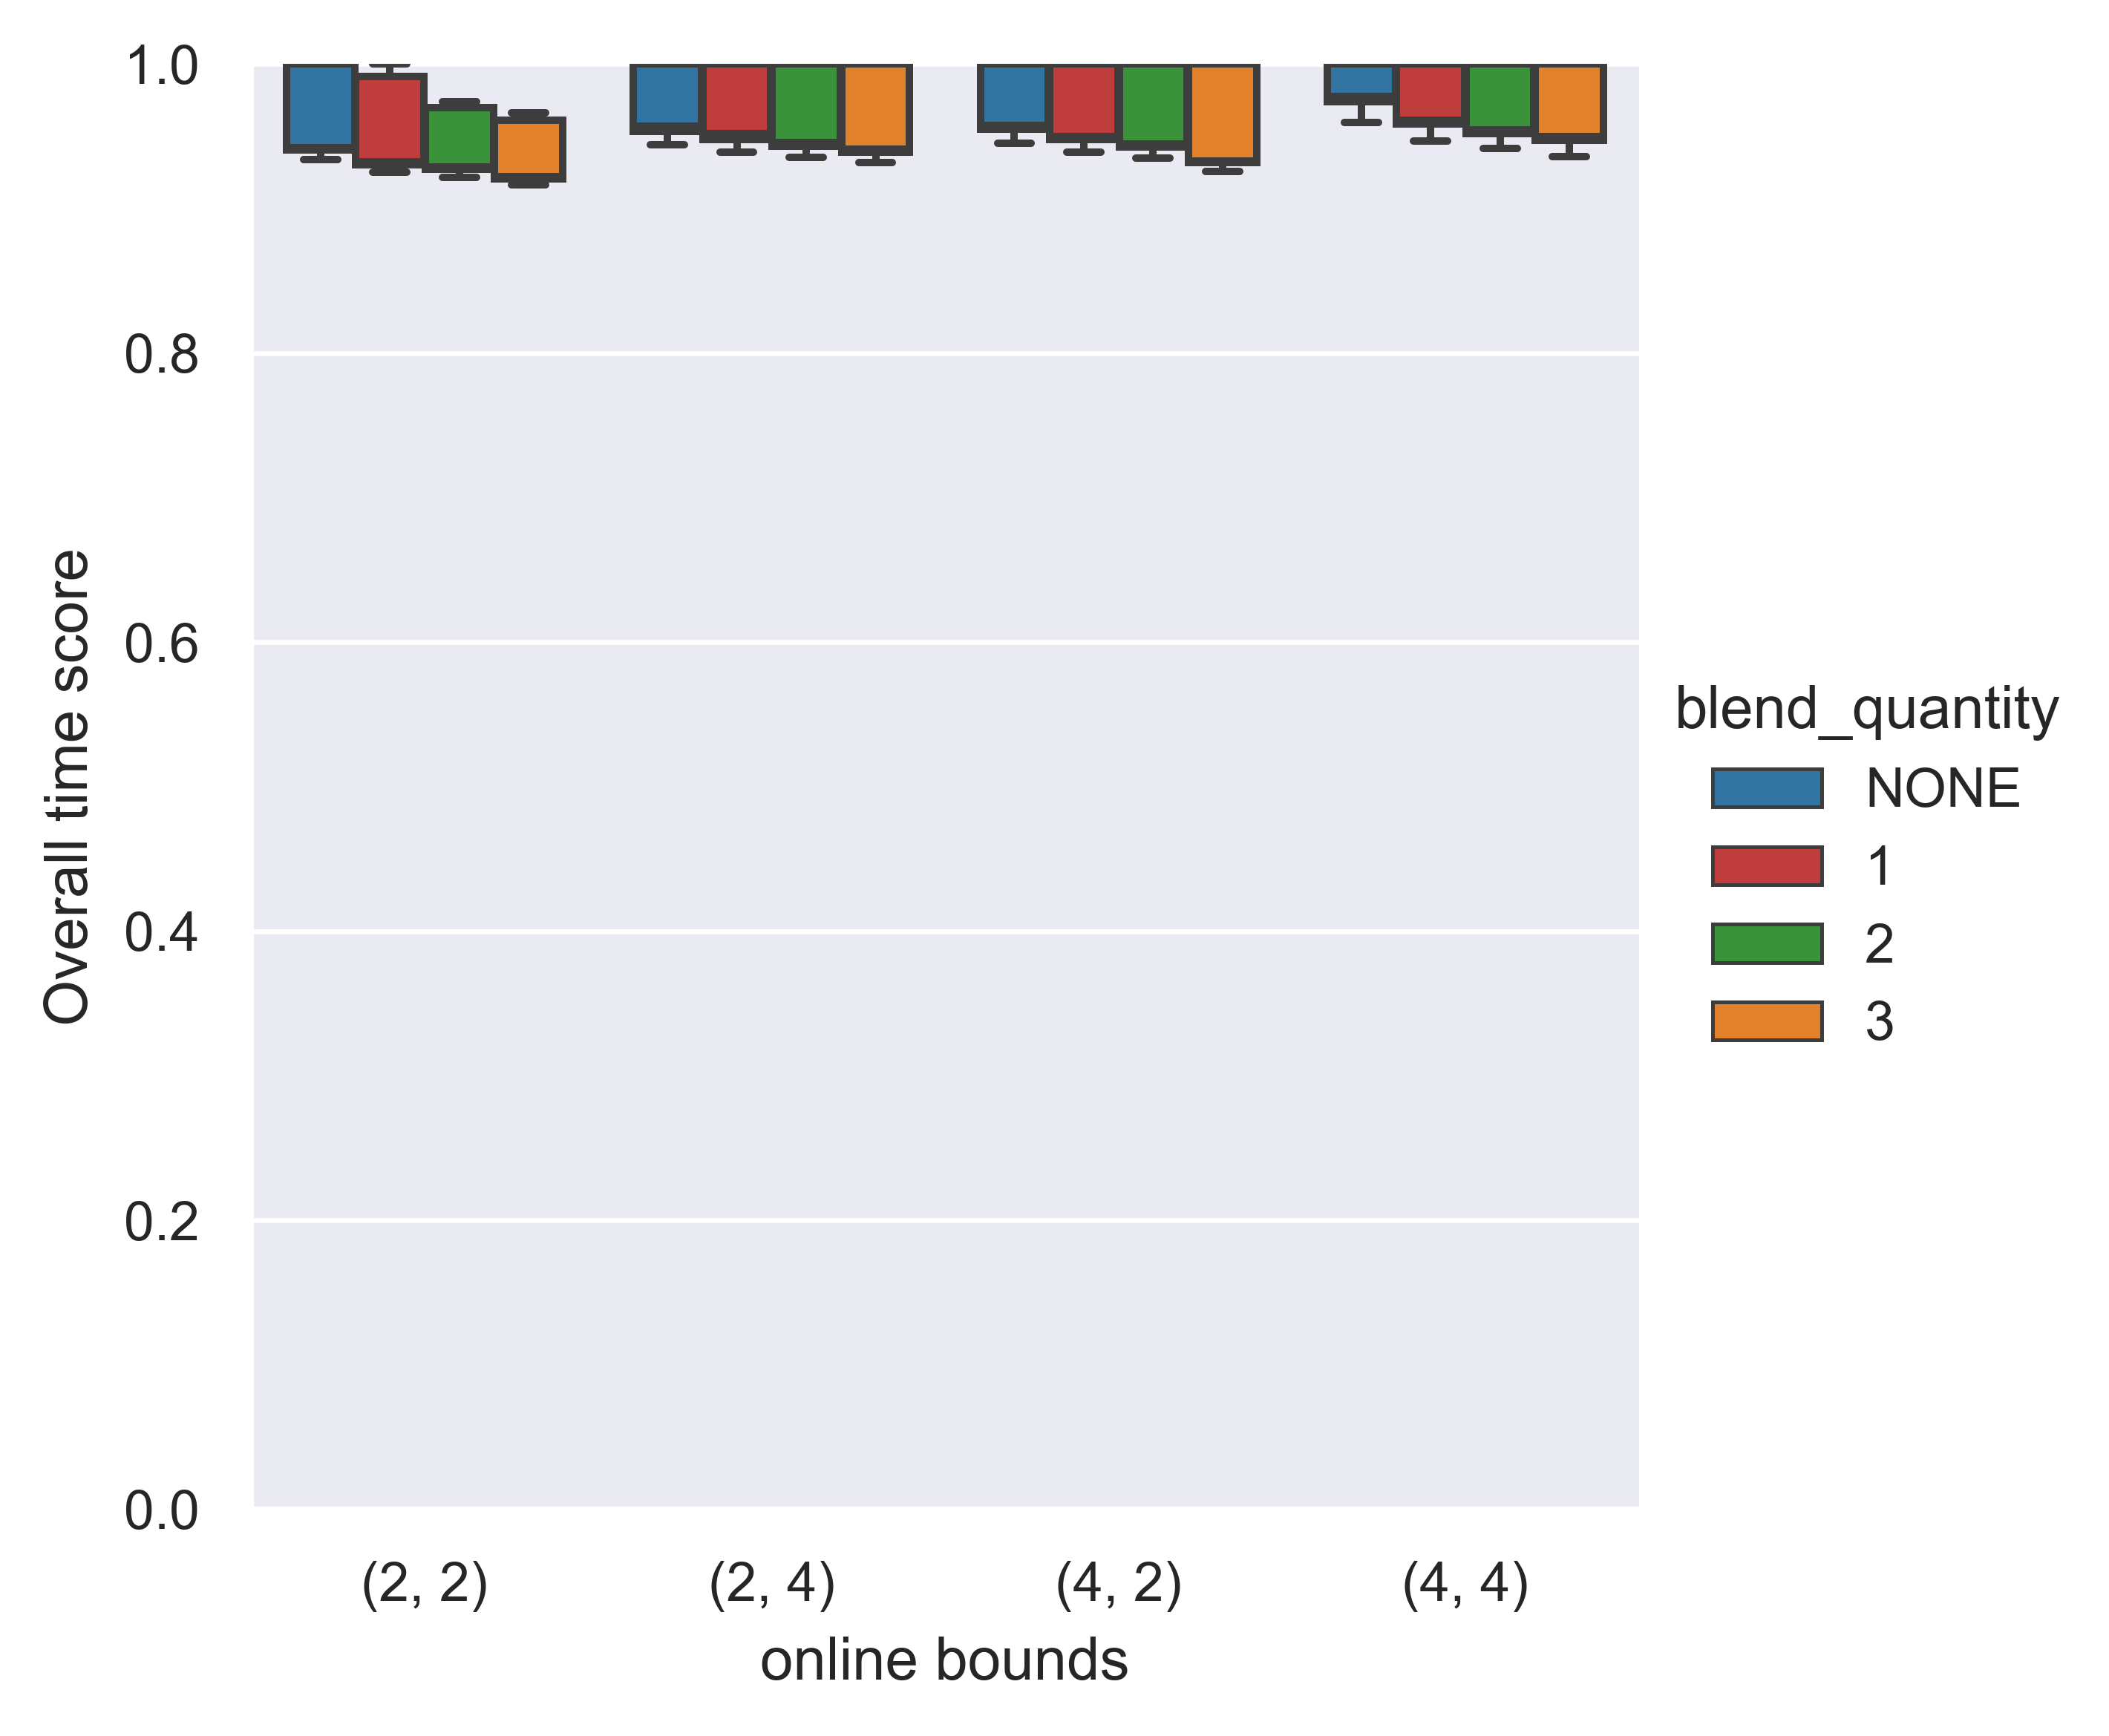 1.0
0.8
0.6
0.4
0.2
0.0
Overall time score
(2, 2) (2, 4) (4, 2) (4, 4)
online bounds
blend_quantity
NONE
1
2
3